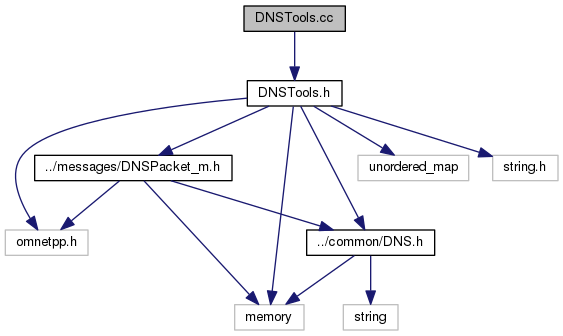 DNSTools.cc
DNSTools.h
../messages/DNSPacket_m.h
unordered_map
string.h
omnetpp.h
../common/DNS.h
memory
string